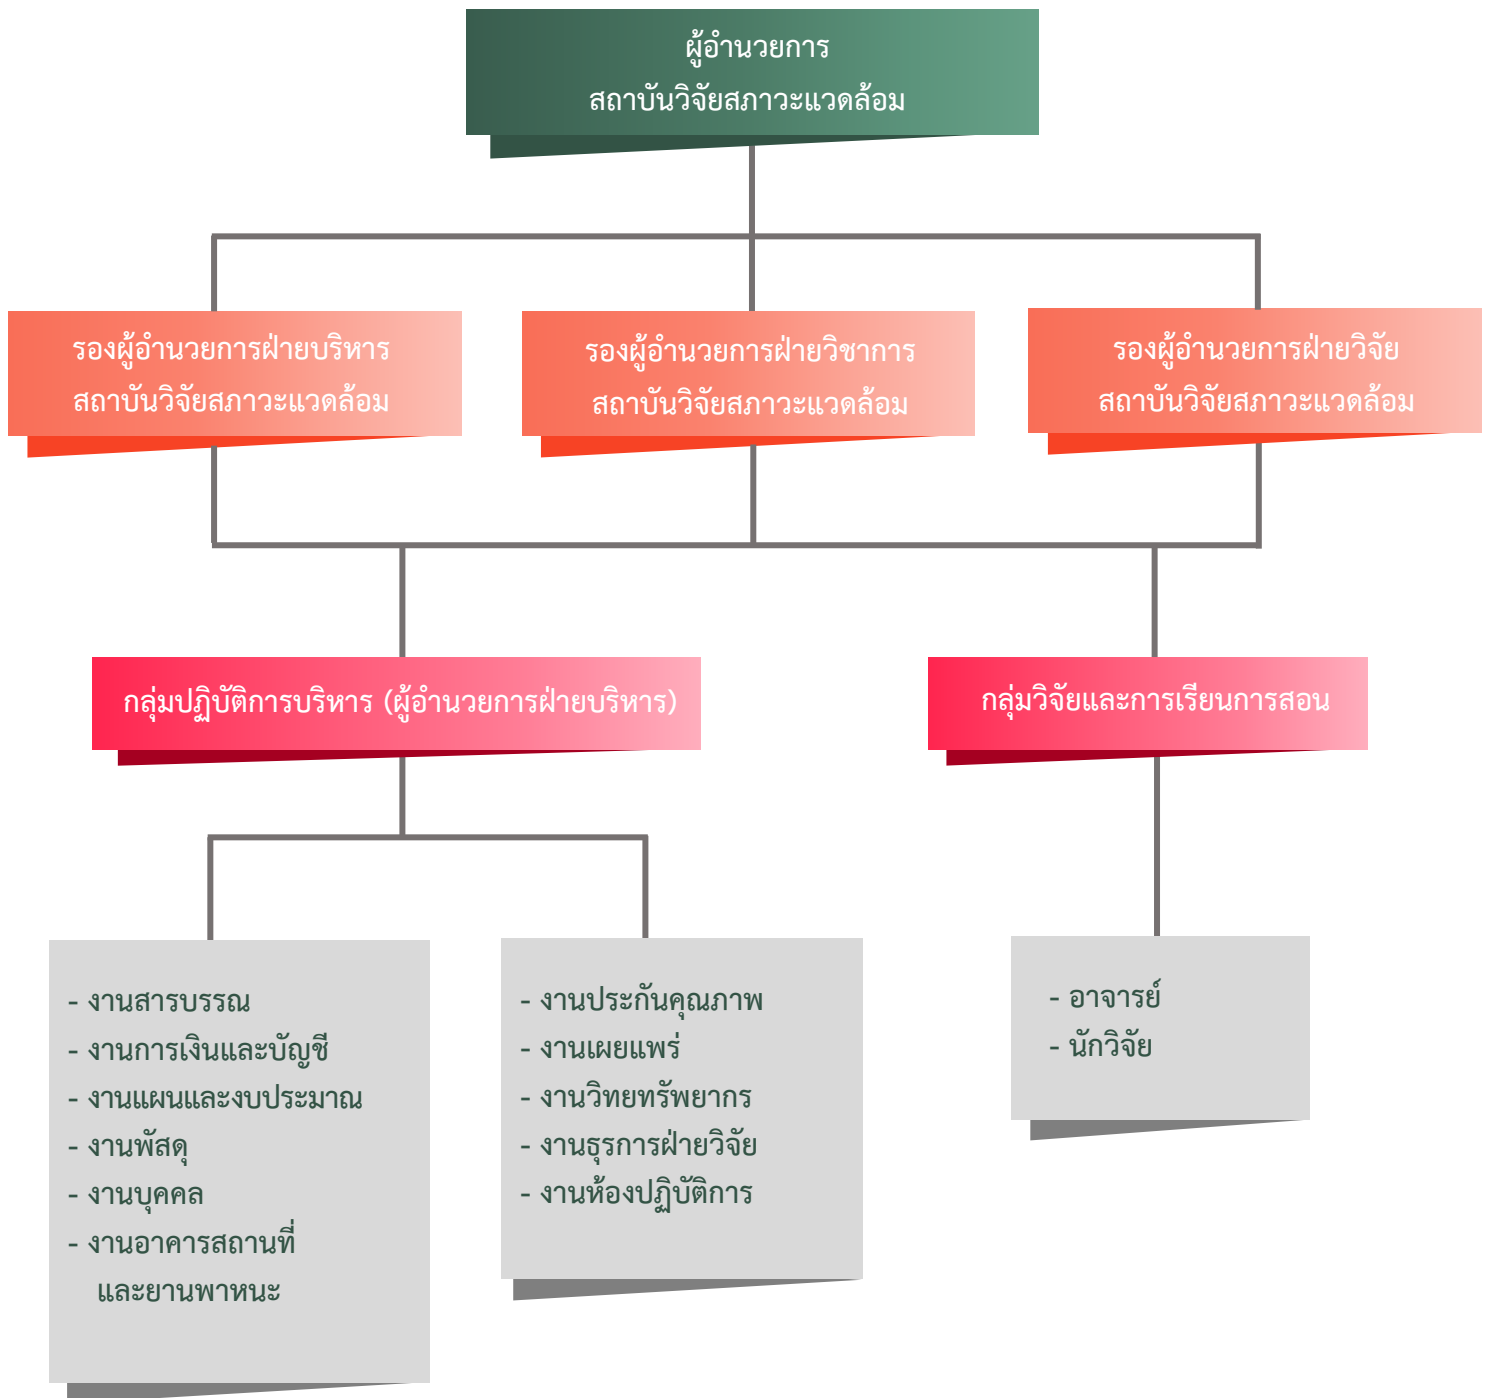 ผู้อำนวยการ
สถาบันวิจัยสภาวะแวดล้อม
รองผู้อำนวยการฝ่ายบริหาร
สถาบันวิจัยสภาวะแวดล้อม
รองผู้อำนวยการฝ่ายวิชาการ
สถาบันวิจัยสภาวะแวดล้อม
รองผู้อำนวยการฝ่ายวิจัย
สถาบันวิจัยสภาวะแวดล้อม
กลุ่มปฏิบัติการบริหาร (ผู้อำนวยการฝ่ายบริหาร)
กลุ่มวิจัยและการเรียนการสอน
- งานสารบรรณ
- งานการเงินและบัญชี
- งานแผนและงบประมาณ
- งานพัสดุ
- งานบุคคล
- งานอาคารสถานที่
และยานพาหนะ
- งานประกันคุณภาพ
- งานเผยแพร่
- งานวิทยทรัพยากร
- งานธุรการฝ่ายวิจัย
- งานห้องปฏิบัติการ
- อาจารย์
- นักวิจัย